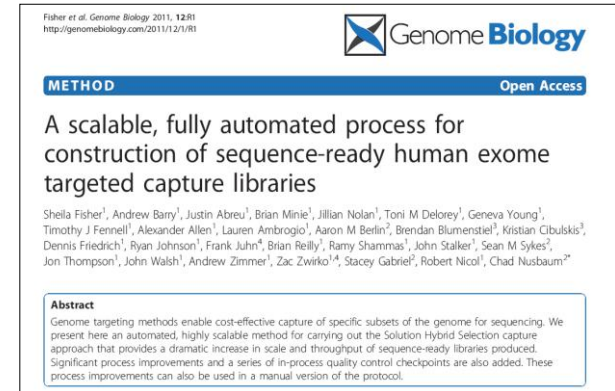 Fisher et al. Genome Biology 2011, 12:R1
http://genomebiology.com/2011/12/1/R1
Genome Biology
METHOD Open Access
A scalable, fully automated process for
construction of sequence-ready human exome
targeted capture libraries
Sheila Fisher1, Andrew Barry1, Justin Abreu1, Brian Minie1, Jillian Nolan1, Toni M Delorey1, Geneva Young1,
Timothy J Fennell1, Alexander Allen1, Lauren Ambrogio1, Aaron M Berlin2, Brendan Blumenstiel3, Kristian Cibulskis3,
Dennis Friedrich1, Ryan Johnson1, Frank Juhn4, Brian Reilly1, Ramy Shammas1, John Stalker1, Sean M Sykes2,
Jon Thompson1, John Walsh1, Andrew Zimmer1, Zac Zwirko1,4, Stacey Gabriel2, Robert Nicol1, Chad Nusbaum2*
Abstract
Genome targeting methods enable cost-effective capture of specific subsets of the genome for sequencing. We
present here an automated, highly scalable method for carrying out the Solution Hybrid Selection capture
approach that provides a dramatic increase in scale and throughput of sequence-ready libraries produced.
Significant process improvements and a series of in-process quality control checkpoints are also added. These
process improvements can also be used in a manual version of the protocol.